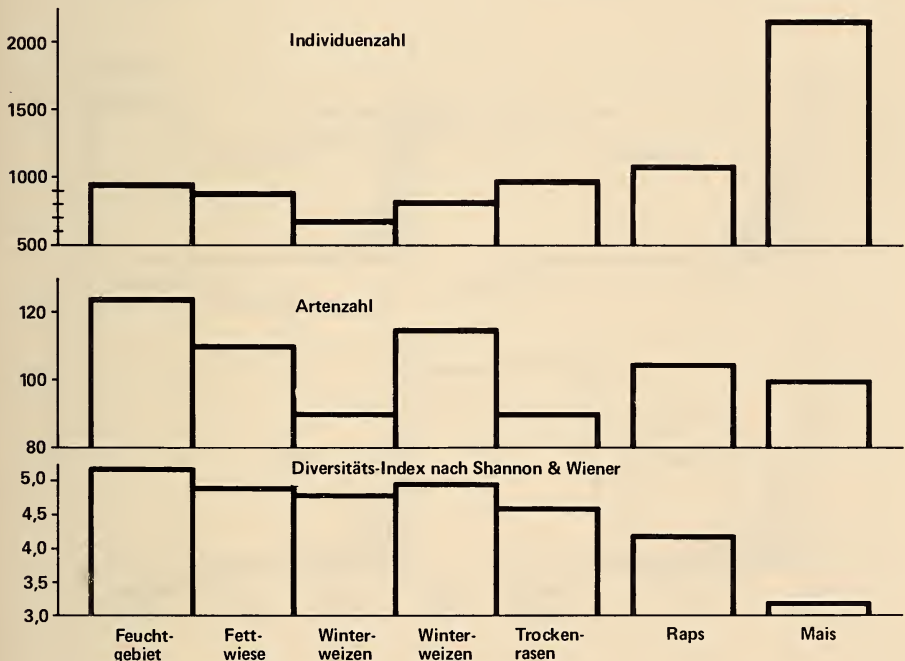 Individuenzahl
2000
1500
1000
500
Artenzahl
120
100
80
Diversitäts-Index nach Shannon & Wiener
5,0
4,5
4,0
3,5
3,0
Feucht-
gebiet
Fett-
wiese
Winter-
weizen
Winter-
weizen
Trocken-
rasen
Raps
Mais